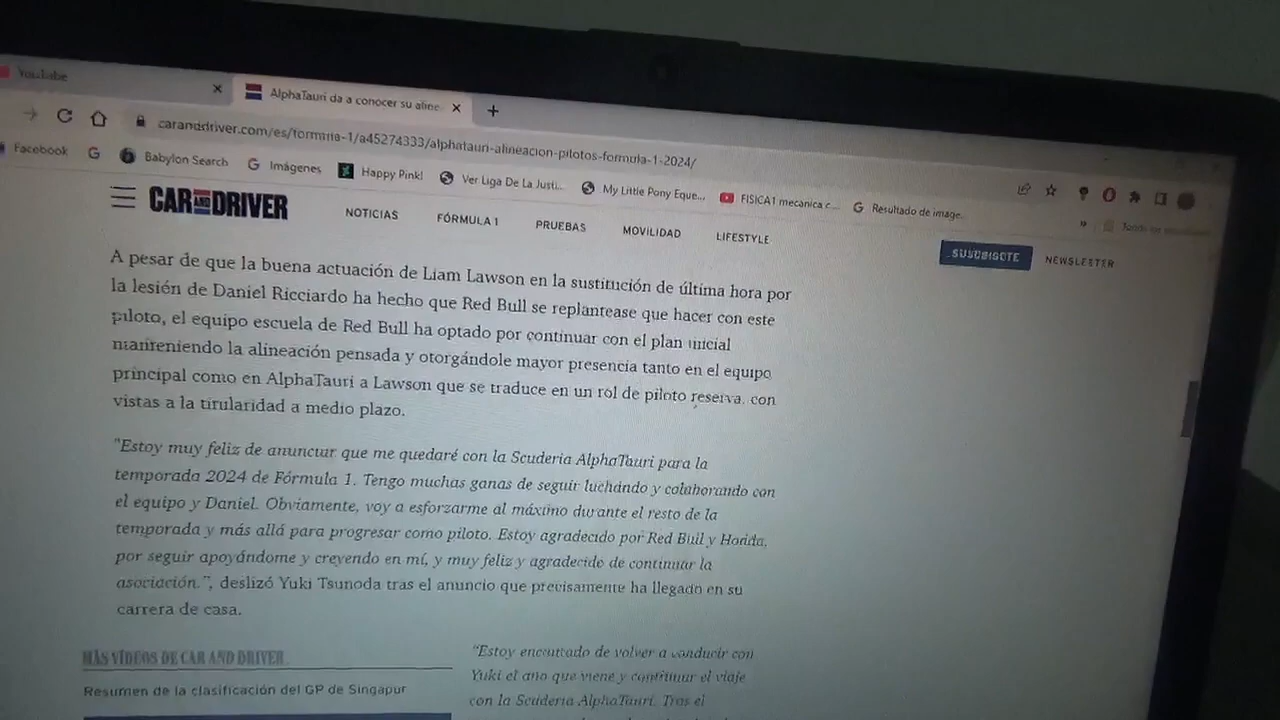 YouTube
AlphaTauri da a conocer su aline
caranddriver.com/es/formula-1/a45274333/alphatauri-alineacion-pilotos-formula-1-2024/
Facebook
Babylon Search
Imágenes
Happy Pink!
Ver Liga De La Justi...
My Little Pony Eque...
FISICA1 mecanica c...
Resultado de image...
CAR AND DRIVER
NOTICIAS
FÓRMULA 1
PRUEBAS
MOVILIDAD
LIFESTYLE
SUSCRÍBETE
NEWSLETTER
A pesar de que la buena actuación de Liam Lawson en la sustitución de última hora por
la lesión de Daniel Ricciardo ha hecho que Red Bull se replantease que hacer con este
piloto, el equipo escuela de Red Bull ha optado por continuar con el plan inicial
manteniendo la alineación pensada y otorgándole mayor presencia tanto en el equipo
principal como en AlphaTauri a Lawson que se traduce en un rol de piloto reserva, con
vistas a la titularidad a medio plazo.
"Estoy muy feliz de anunciar que me quedaré con la Scuderia AlphaTauri para la
temporada 2024 de Fórmula 1. Tengo muchas ganas de seguir luchando y colaborando con
el equipo y Daniel. Obviamente, voy a esforzarme al máximo durante el resto de la
temporada y más allá para progresar como piloto. Estoy agradecido por Red Bull y Honda,
por seguir apoyándome y creyendo en mí, y muy feliz y agradecido de continuar la
asociación.", deslizó Yuki Tsunoda tras el anuncio que precisamente ha llegado en su
carrera de casa.
MÁS VÍDEOS DE CAR AND DRIVER
Resumen de la clasificación del GP de Singapur
"Estoy encantado de volver a conducir con
Yuki el año que viene y continuar el viaje
con la Scuderia AlphaTauri. Tras el